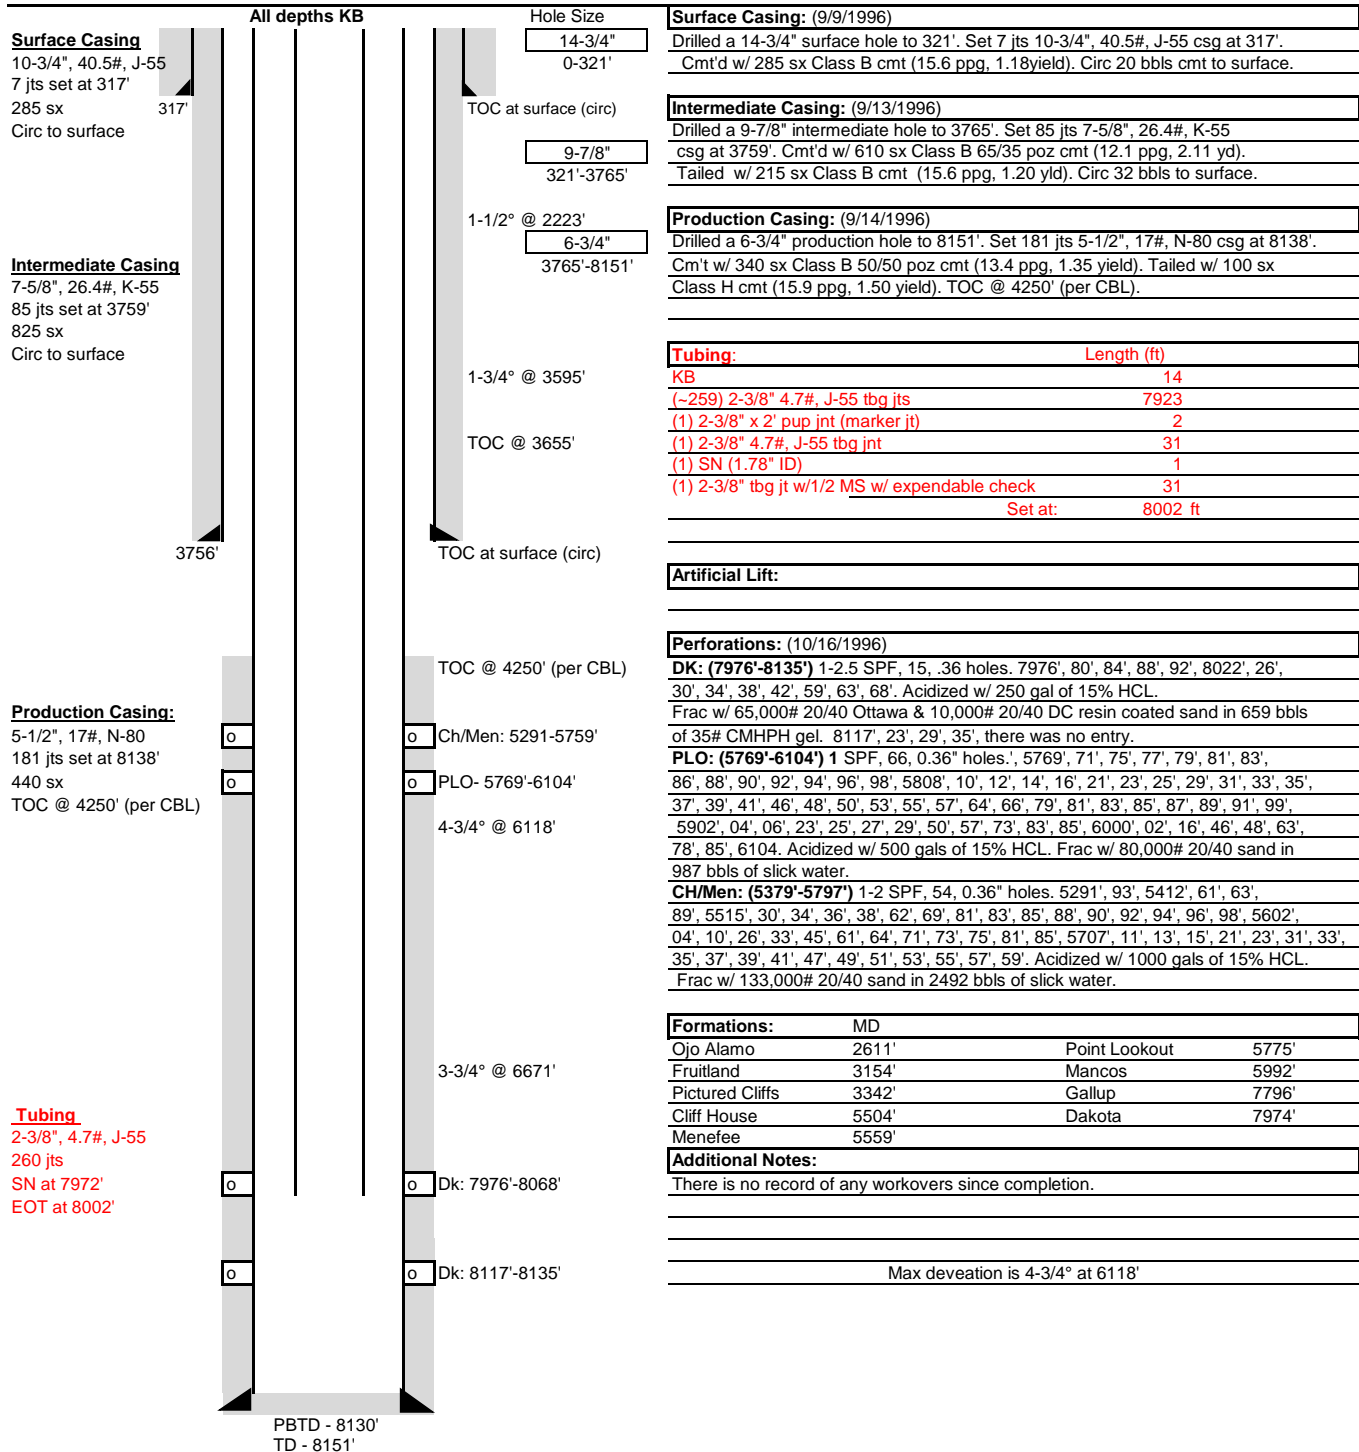 All depths KB
Hole Size
Surface Casing
10-3/4", 40.5#, J-55
7 jts set at 317'
285 sx 317'
Circ to surface
14-3/4"
0-321'
TOC at surface (circ)
9-7/8"
321'-3765'
1-1/2° @ 2223'
6-3/4"
3765'-8151'
Intermediate Casing
7-5/8", 26.4#, K-55
85 jts set at 3759'
825 sx
Circ to surface
1-3/4° @ 3595'
TOC @ 3655'
3756'
TOC at surface (circ)
TOC @ 4250' (per CBL)
Production Casing:
5-1/2", 17#, N-80
181 jts set at 8138'
440 sx
TOC @ 4250' (per CBL)
o o Ch/Men: 5291-5759'
o o PLO- 5769'-6104'
4-3/4° @ 6118'
3-3/4° @ 6671'
Tubing
2-3/8", 4.7#, J-55
260 jts
SN at 7972'
EOT at 8002'
o o Dk: 7976'-8068'
o o Dk: 8117'-8135'
PBTD - 8130'
TD - 8151'
Surface Casing: (9/9/1996)
Drilled a 14-3/4" surface hole to 321'. Set 7 jts 10-3/4", 40.5#, J-55 csg at 317'.
Cmt'd w/ 285 sx Class B cmt (15.6 ppg, 1.18yield). Circ 20 bbls cmt to surface.
Intermediate Casing: (9/13/1996)
Drilled a 9-7/8" intermediate hole to 3765'. Set 85 jts 7-5/8", 26.4#, K-55
csg at 3759'. Cmt'd w/ 610 sx Class B 65/35 poz cmt (12.1 ppg, 2.11 yd).
Tailed w/ 215 sx Class B cmt (15.6 ppg, 1.20 yld). Circ 32 bbls to surface.
Production Casing: (9/14/1996)
Drilled a 6-3/4" production hole to 8151'. Set 181 jts 5-1/2", 17#, N-80 csg at 8138'.
Cm't w/ 340 sx Class B 50/50 poz cmt (13.4 ppg, 1.35 yield). Tailed w/ 100 sx
Class H cmt (15.9 ppg, 1.50 yield). TOC @ 4250' (per CBL).
Tubing: Length (ft)
KB 14
(~259) 2-3/8" 4.7#, J-55 tbg jts 7923
(1) 2-3/8" x 2' pup jnt (marker jt) 2
(1) 2-3/8" 4.7#, J-55 tbg jnt 31
(1) SN (1.78" ID) 1
(1) 2-3/8" tbg jt w/1/2 MS w/ expendable check 31
Set at: 8002 ft
Artificial Lift:
Perforations: (10/16/1996)
DK: (7976'-8135') 1-2.5 SPF, 15, .36 holes. 7976', 80', 84', 88', 92', 8022', 26',
30', 34', 38', 42', 59', 63', 68'. Acidized w/ 250 gal of 15% HCL.
Frac w/ 65,000# 20/40 Ottawa & 10,000# 20/40 DC resin coated sand in 659 bbls
of 35# CMHPH gel. 8117', 23', 29', 35', there was no entry.
PLO: (5769'-6104') 1 SPF, 66, 0.36" holes.', 5769', 71', 75', 77', 79', 81', 83',
86', 88', 90', 92', 94', 96', 98', 5808', 10', 12', 14', 16', 21', 23', 25', 29', 31', 33', 35',
37', 39', 41', 46', 48', 50', 53', 55', 57', 64', 66', 79', 81', 83', 85', 87', 89', 91', 99',
5902', 04', 06', 23', 25', 27', 29', 50', 57', 73', 83', 85', 6000', 02', 16', 46', 48', 63',
78', 85', 6104. Acidized w/ 500 gals of 15% HCL. Frac w/ 80,000# 20/40 sand in
987 bbls of slick water.
CH/Men: (5379'-5797') 1-2 SPF, 54, 0.36" holes. 5291', 93', 5412', 61', 63',
89', 5515', 30', 34', 36', 38', 62', 69', 81', 83', 85', 88', 90', 92', 94', 96', 98', 5602',
04', 10', 26', 33', 45', 61', 64', 71', 73', 75', 81', 85', 5707', 11', 13', 15', 21', 23', 31', 33',
35', 37', 39', 41', 47', 49', 51', 53', 55', 57', 59'. Acidized w/ 1000 gals of 15% HCL.
Frac w/ 133,000# 20/40 sand in 2492 bbls of slick water.
Formations: MD
Ojo Alamo 2611' Point Lookout 5775'
Fruitland 3154' Mancos 5992'
Pictured Cliffs 3342' Gallup 7796'
Cliff House 5504' Dakota 7974'
Menefee 5559'
Additional Notes:
There is no record of any workovers since completion.
Max deveation is 4-3/4° at 6118'